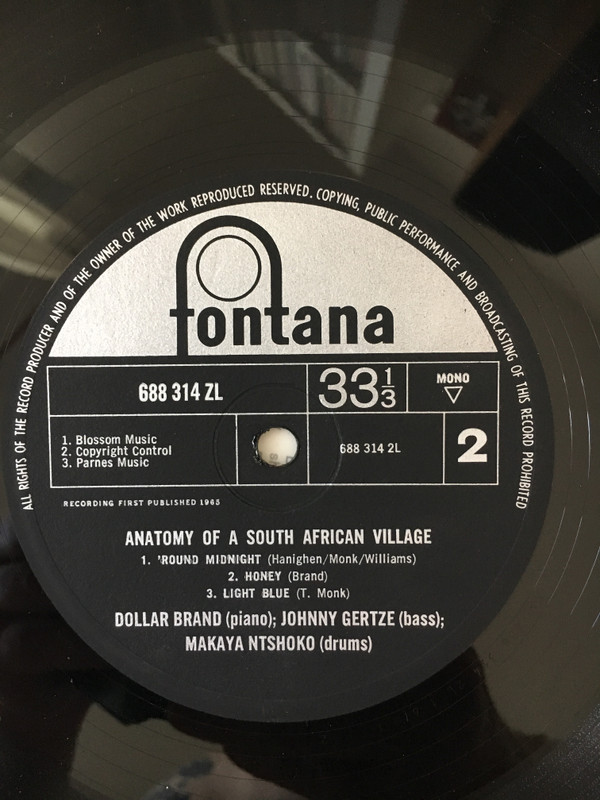 ALL RIGHTS OF THE RECORD PRODUCER AND OF THE OWNER OF THE WORK REPRODUCED RESERVED. COPYING, PUBLIC PERFORMANCE AND BROADCASTING OF THIS RECORD PROHIBITED
fontana
688 314 ZL
33 1/3
MONO
1. Blossom Music
2. Copyright Control
3. Parnes Music
688 314 2L
2
RECORDING FIRST PUBLISHED 1965
ANATOMY OF A SOUTH AFRICAN VILLAGE
1. 'ROUND MIDNIGHT (Hanighen/Monk/Williams)
2. HONEY (Brand)
3. LIGHT BLUE (T. Monk)
DOLLAR BRAND (piano); JOHNNY GERTZE (bass);
MAKAYA NTSHOKO (drums)